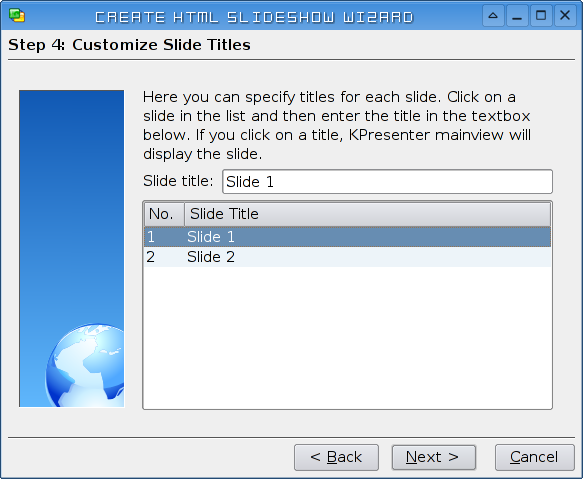 CREATE HTML SLIDESHOW WIZARD
Step 4: Customize Slide Titles
Here you can specify titles for each slide. Click on a
slide in the list and then enter the title in the textbox
below. If you click on a title, KPresenter mainview will
display the slide.
Slide title: Slide 1
No. Slide Title
1 Slide 1
2 Slide 2
< Back Next > Cancel